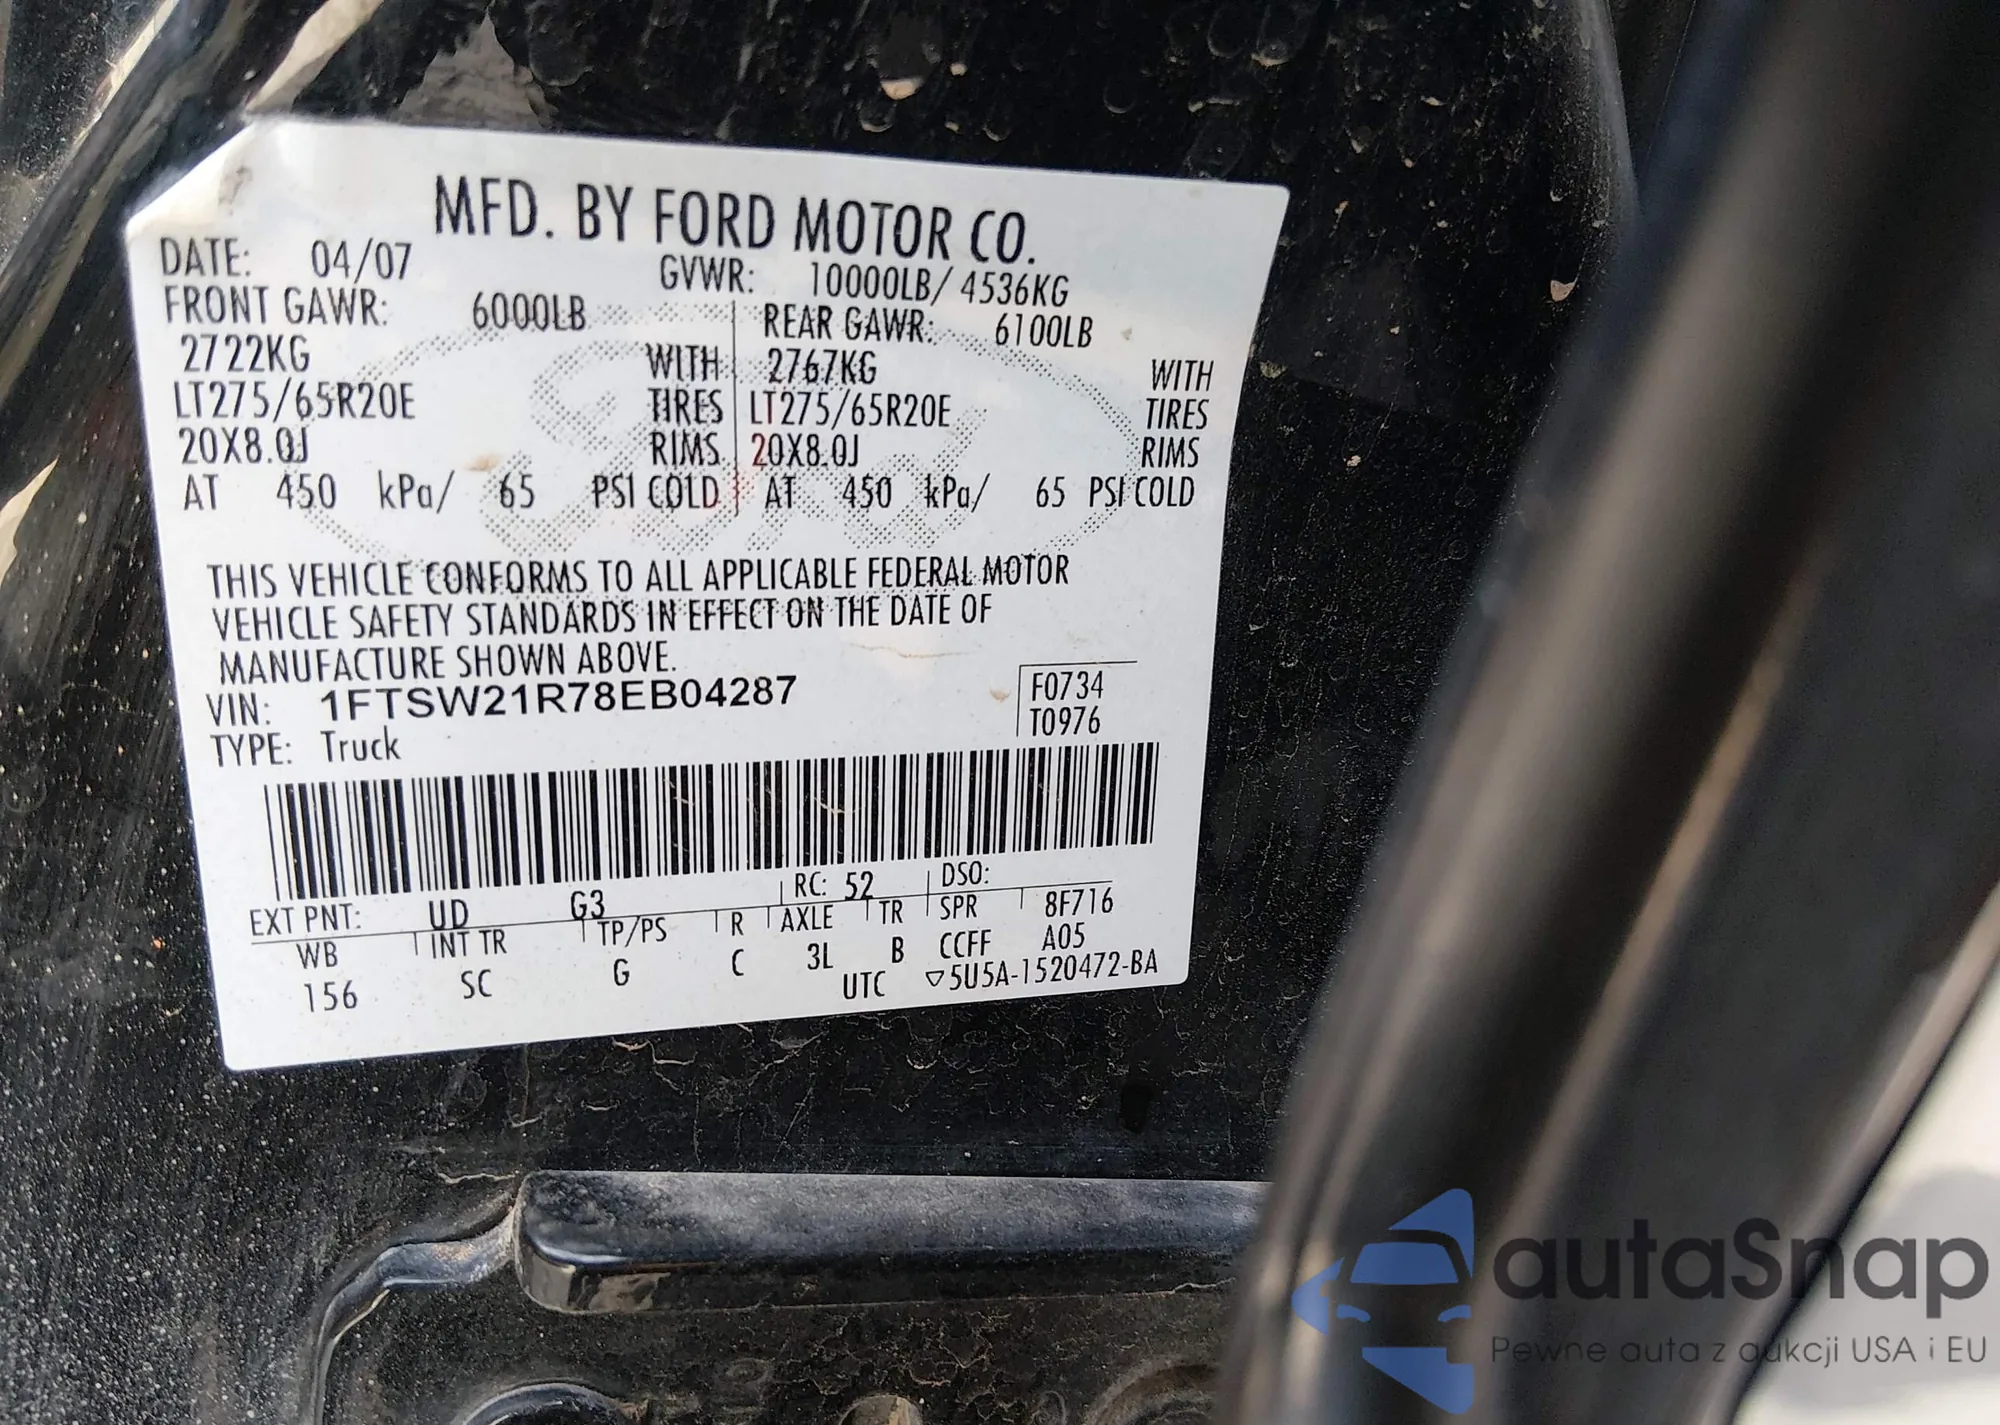 MFD. BY FORD MOTOR CO.
DATE: 04/07 GVWR: 10000LB/ 4536KG
FRONT GAWR: 6000LB REAR GAWR: 6100LB
2722KG WITH 2767KG WITH
LT275/65R20E TIRES LT275/65R20E TIRES
20X8.0J RIMS 20X8.0J RIMS
AT 450 kPa/ 65 PSI COLD AT 450 kPa/ 65 PSI COLD
THIS VEHICLE CONFORMS TO ALL APPLICABLE FEDERAL MOTOR
VEHICLE SAFETY STANDARDS IN EFFECT ON THE DATE OF
MANUFACTURE SHOWN ABOVE.
VIN: 1FTSW21R78EB04287 F0734
TYPE: Truck T0976
EXT PNT: UD G3 RC: 52 DSO:
WB INT TR TP/PS R AXLE TR SPR 8F716
156 SC G C 3L B CCFF A05
UTC ▽5U5A-1520472-BA
autaSnap
Pewne auta z aukcji USA i EU